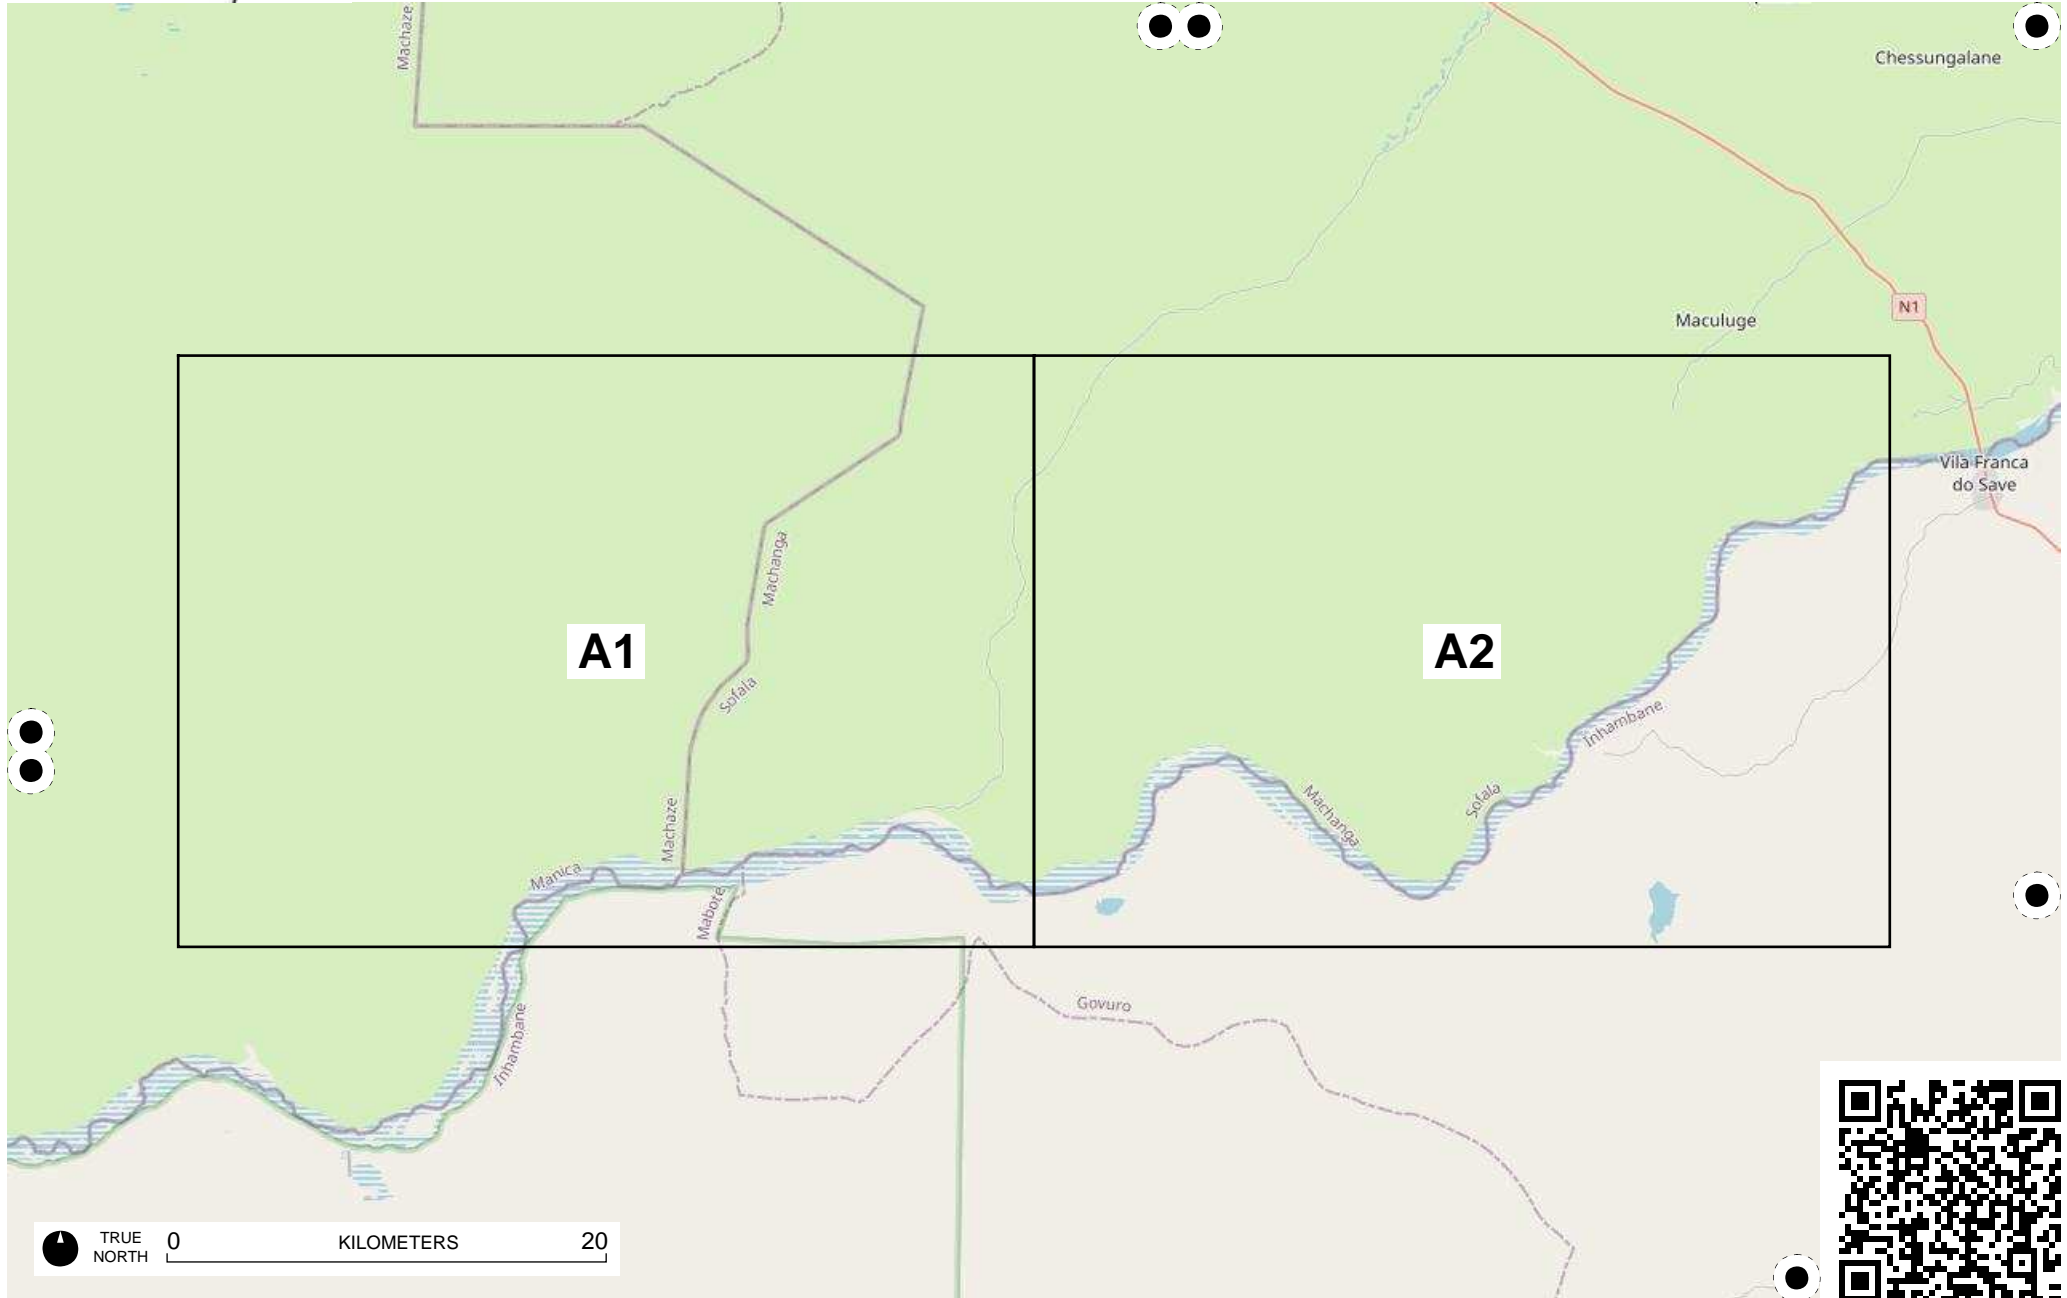 Machaze
Chessungalane
N1
Maculuge
Vila Franca
do Save
Machanga
A1
A2
Sofala
Inhambane
Machanga
Sofala
Machaze
Manica
Mabote
Govuro
Inhambane
TRUE
NORTH
0
KILOMETERS
20